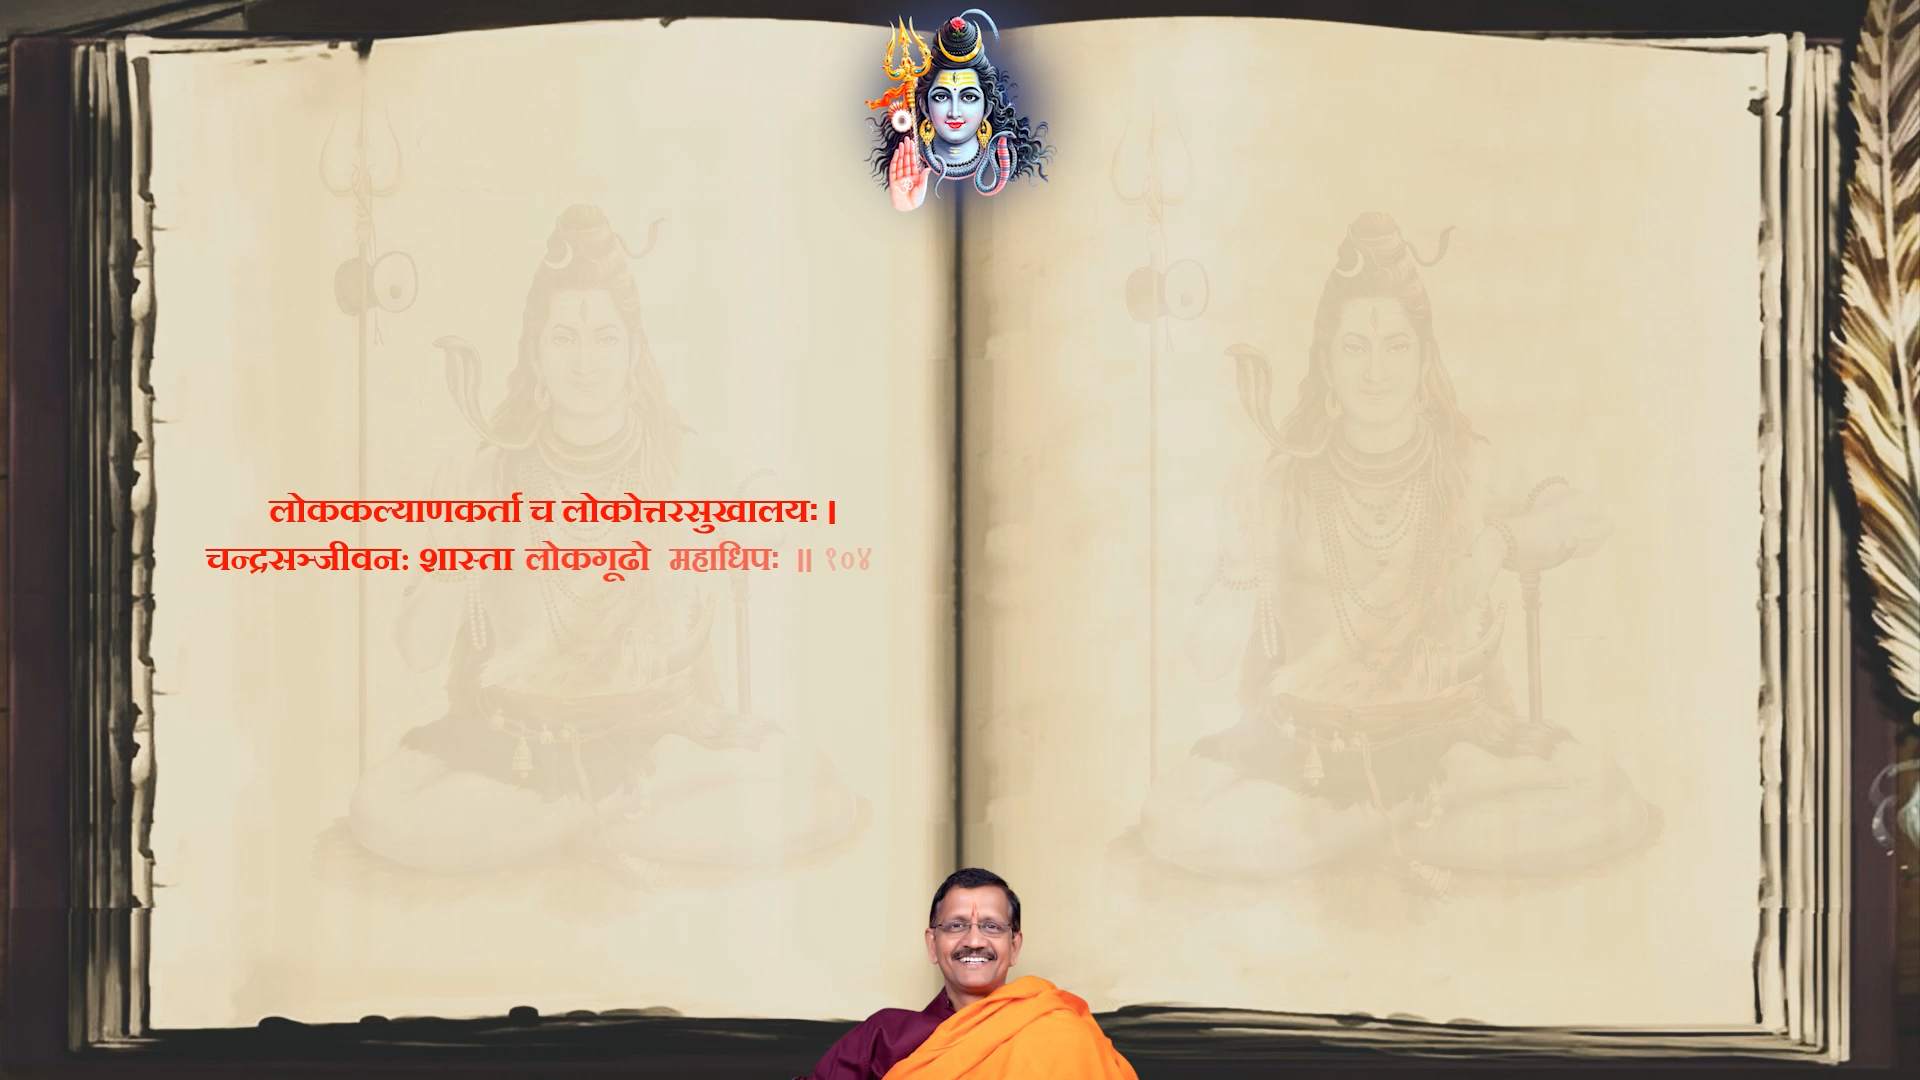 लोककल्याणकर्ता च लोकोत्तरसुखालयः ।
चन्द्रसञ्जीवनः शास्ता लोकगूढो महाधिपः ॥ १०४